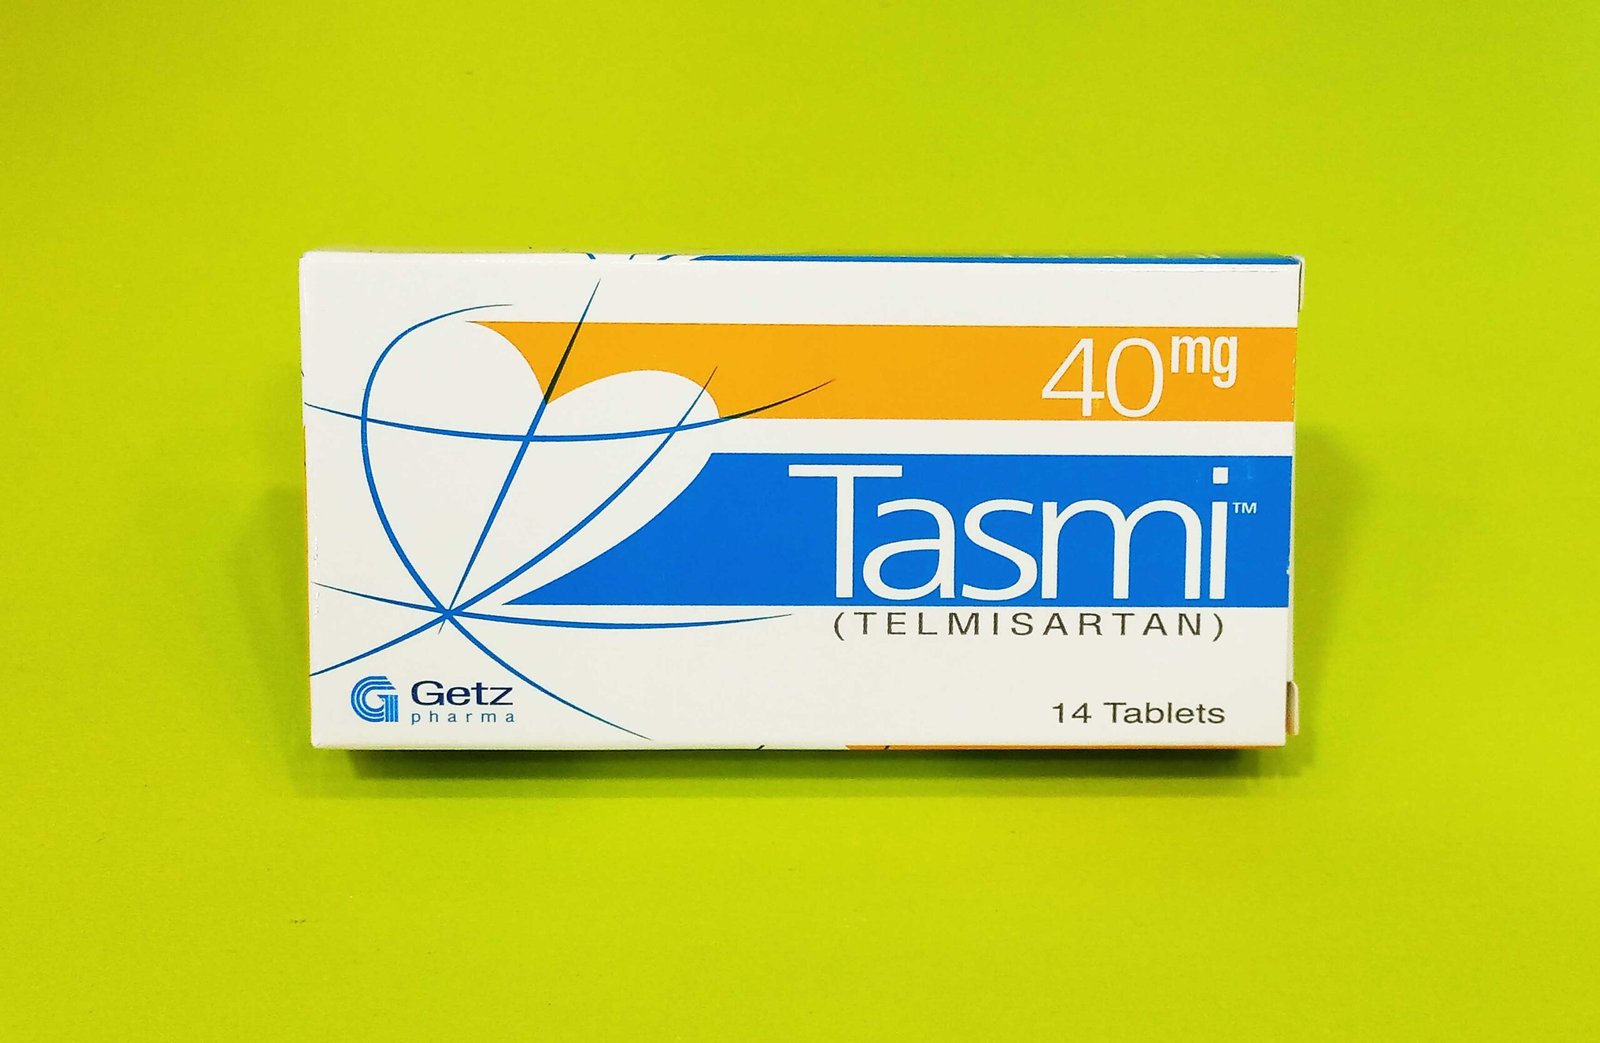 40mg
Tasmi™
(TELMISARTAN)
Getz
pharma
14 Tablets